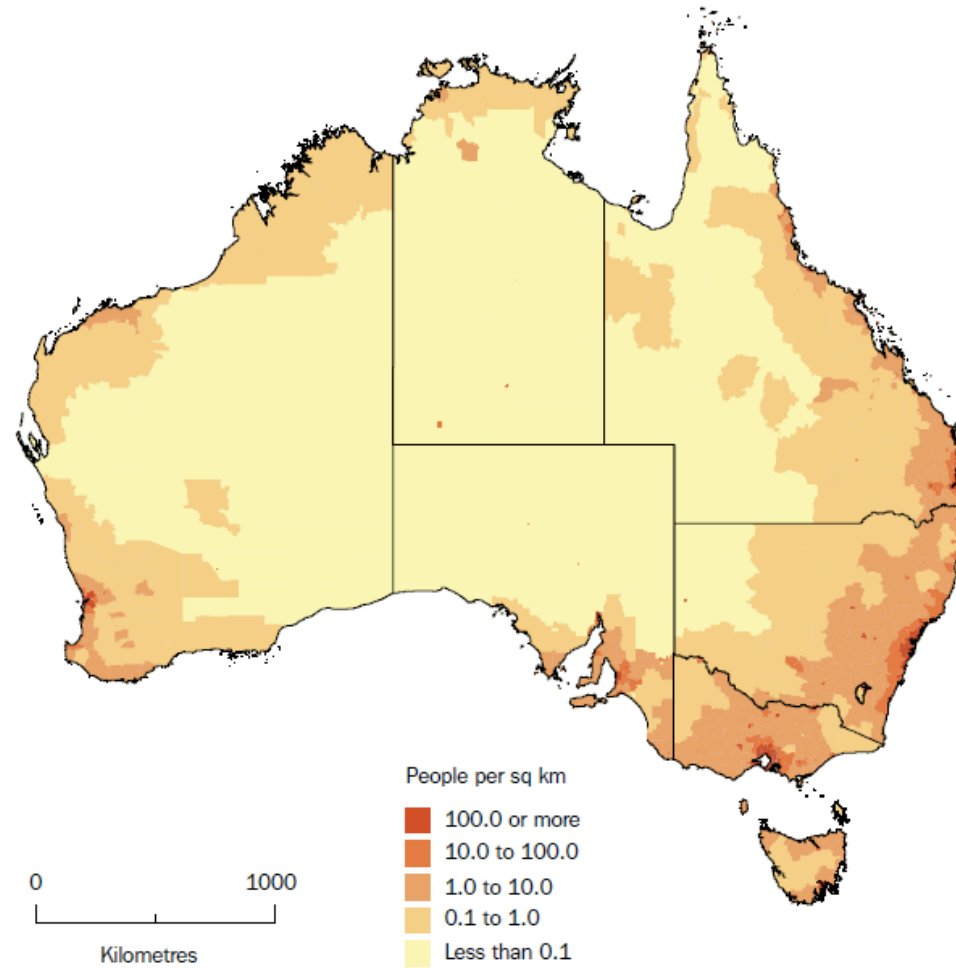 People per sq km
100.0 or more
10.0 to 100.0
1.0 to 10.0
0.1 to 1.0
Less than 0.1
0 1000
Kilometres